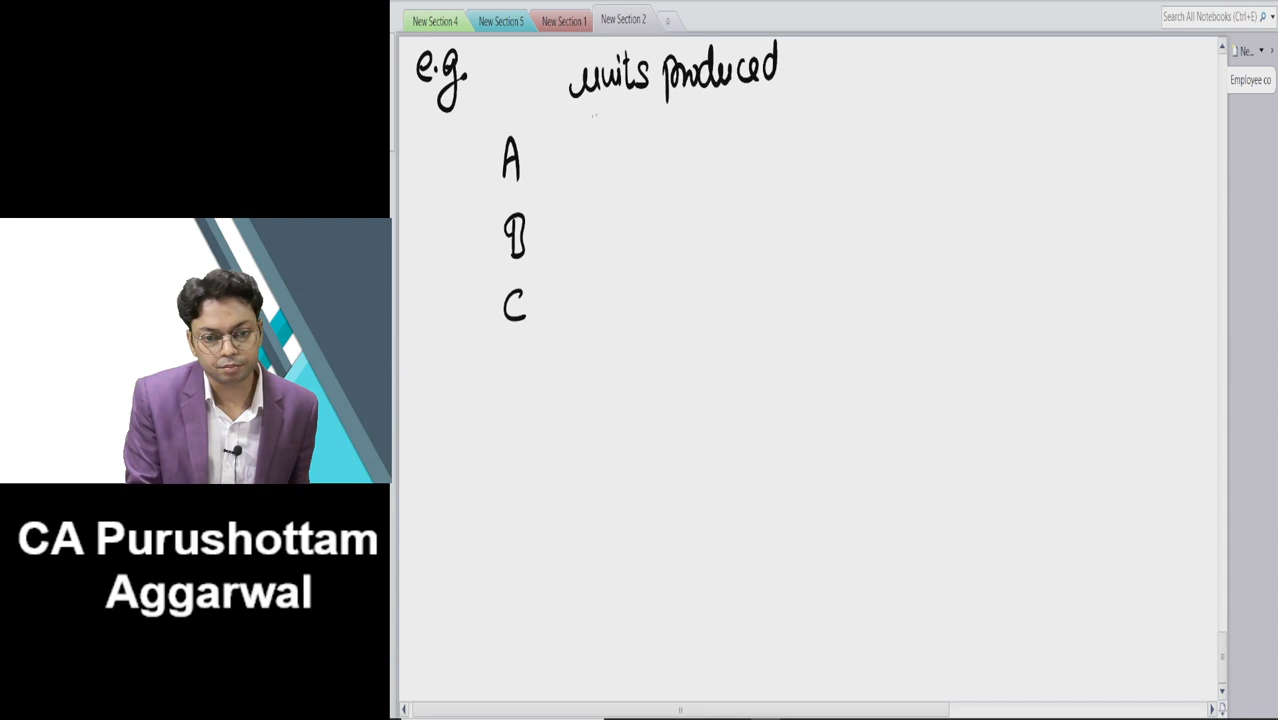 New Section 4 New Section 5 New Section 1 New Section 2
Search All Notebooks (Ctrl+E)
Ne...
Employee co
e.g. units produced
A
B
C
CA Purushottam
Aggarwal